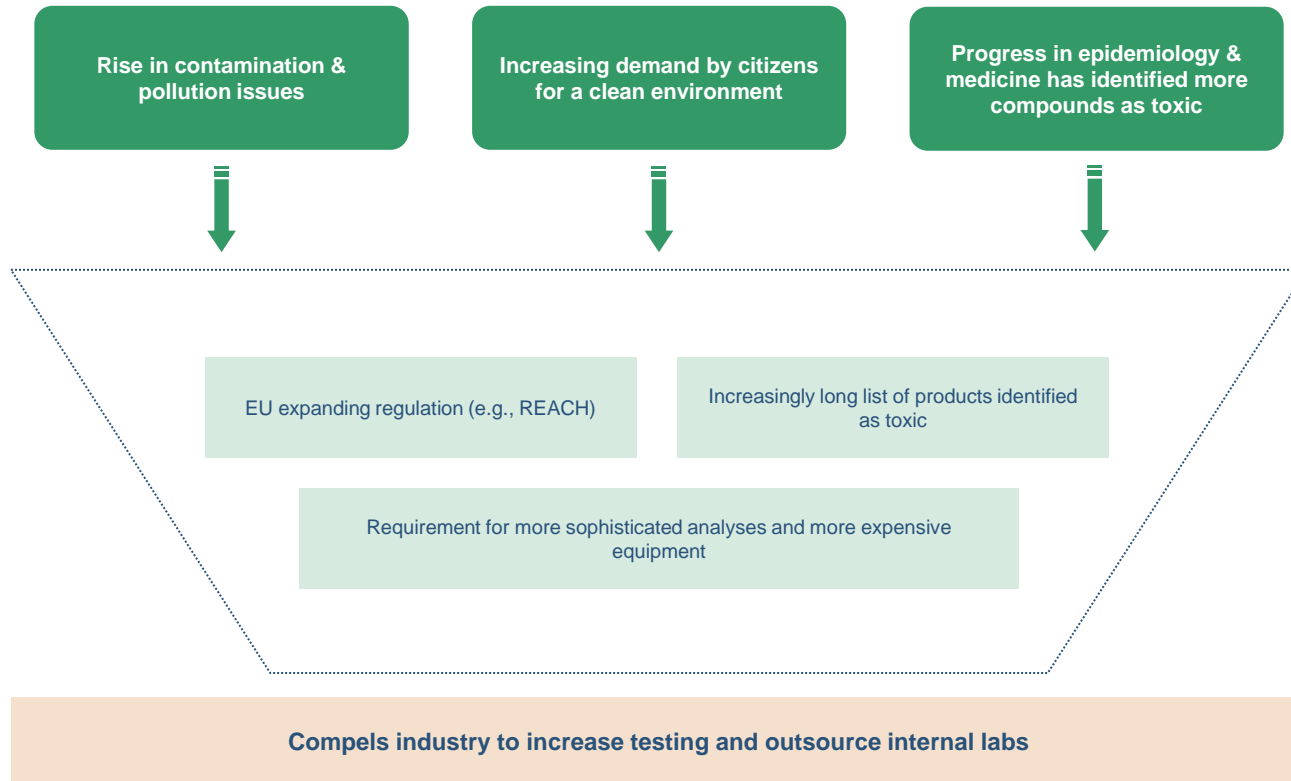 Rise in contamination &
pollution issues
Increasing demand by citizens
for a clean environment
Progress in epidemiology &
medicine has identified more
compounds as toxic
EU expanding regulation (e.g., REACH)
Increasingly long list of products identified
as toxic
Requirement for more sophisticated analyses and more expensive
equipment
Compels industry to increase testing and outsource internal labs